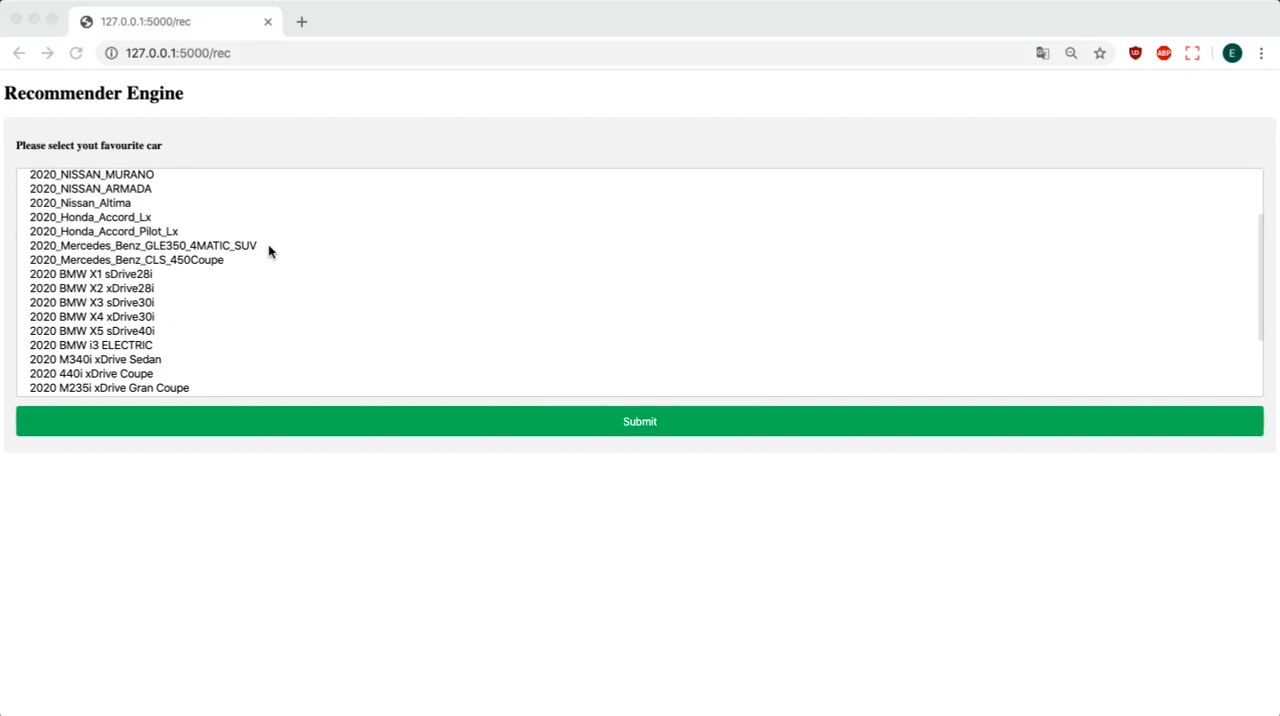 127.0.0.1:5000/rec
127.0.0.1:5000/rec
ABP
E
Recommender Engine
Please select yout favourite car
2020_NISSAN_MURANO
2020_NISSAN_ARMADA
2020_Nissan_Altima
2020_Honda_Accord_Lx
2020_Honda_Accord_Pilot_Lx
2020_Mercedes_Benz_GLE350_4MATIC_SUV
2020_Mercedes_Benz_CLS_450Coupe
2020 BMW X1 sDrive28i
2020 BMW X2 xDrive28i
2020 BMW X3 sDrive30i
2020 BMW X4 xDrive30i
2020 BMW X5 sDrive40i
2020 BMW i3 ELECTRIC
2020 M340i xDrive Sedan
2020 440i xDrive Coupe
2020 M235i xDrive Gran Coupe
Submit